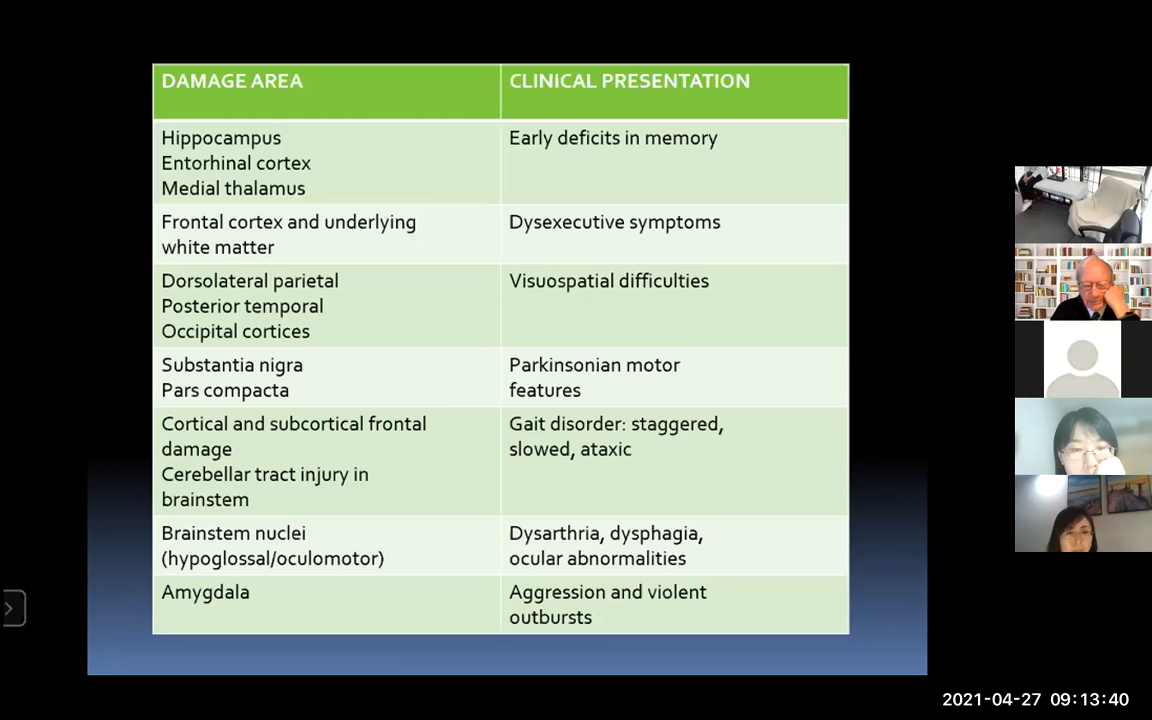 DAMAGE AREA
CLINICAL PRESENTATION
Hippocampus
Entorhinal cortex
Medial thalamus
Early deficits in memory
Frontal cortex and underlying
white matter
Dysexecutive symptoms
Dorsolateral parietal
Posterior temporal
Occipital cortices
Visuospatial difficulties
Substantia nigra
Pars compacta
Parkinsonian motor
features
Cortical and subcortical frontal
damage
Cerebellar tract injury in
brainstem
Gait disorder: staggered,
slowed, ataxic
Brainstem nuclei
(hypoglossal/oculomotor)
Dysarthria, dysphagia,
ocular abnormalities
Amygdala
Aggression and violent
outbursts
2021-04-27 09:13:40